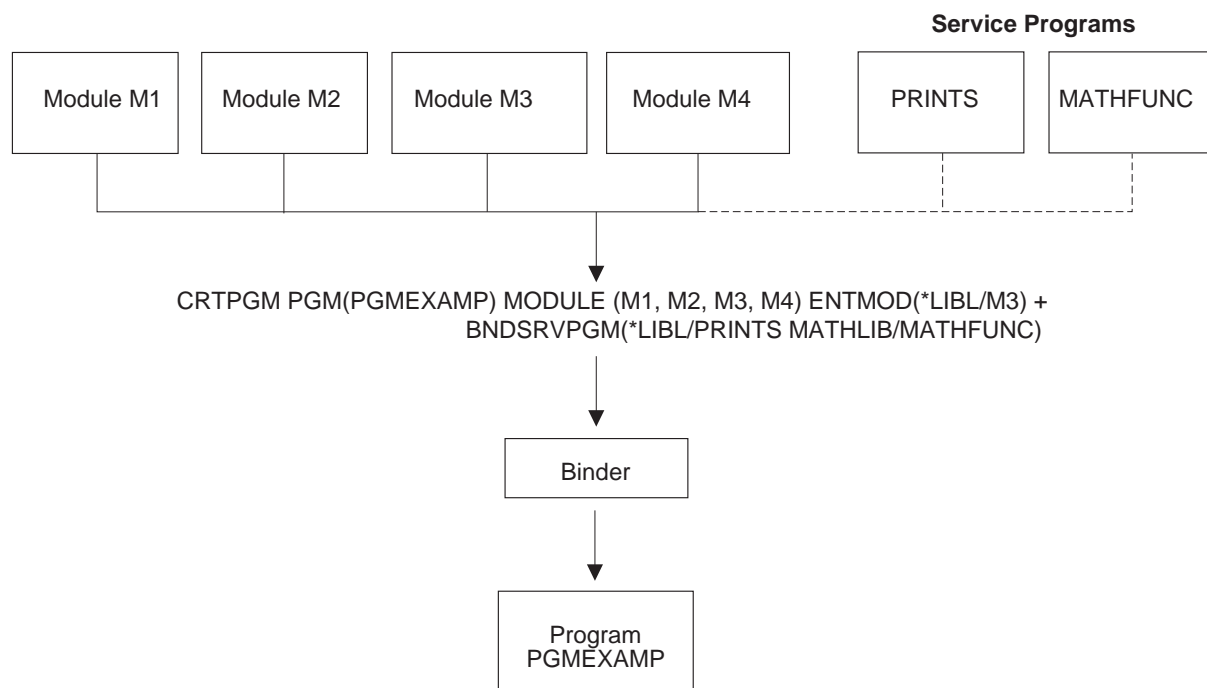 Service Programs
Module M1
Module M2
Module M3
Module M4
PRINTS
MATHFUNC
CRTPGM PGM(PGMEXAMP) MODULE (M1, M2, M3, M4) ENTMOD(*LIBL/M3) +
BNDSRVPGM(*LIBL/PRINTS MATHLIB/MATHFUNC)
Binder
Program
PGMEXAMP